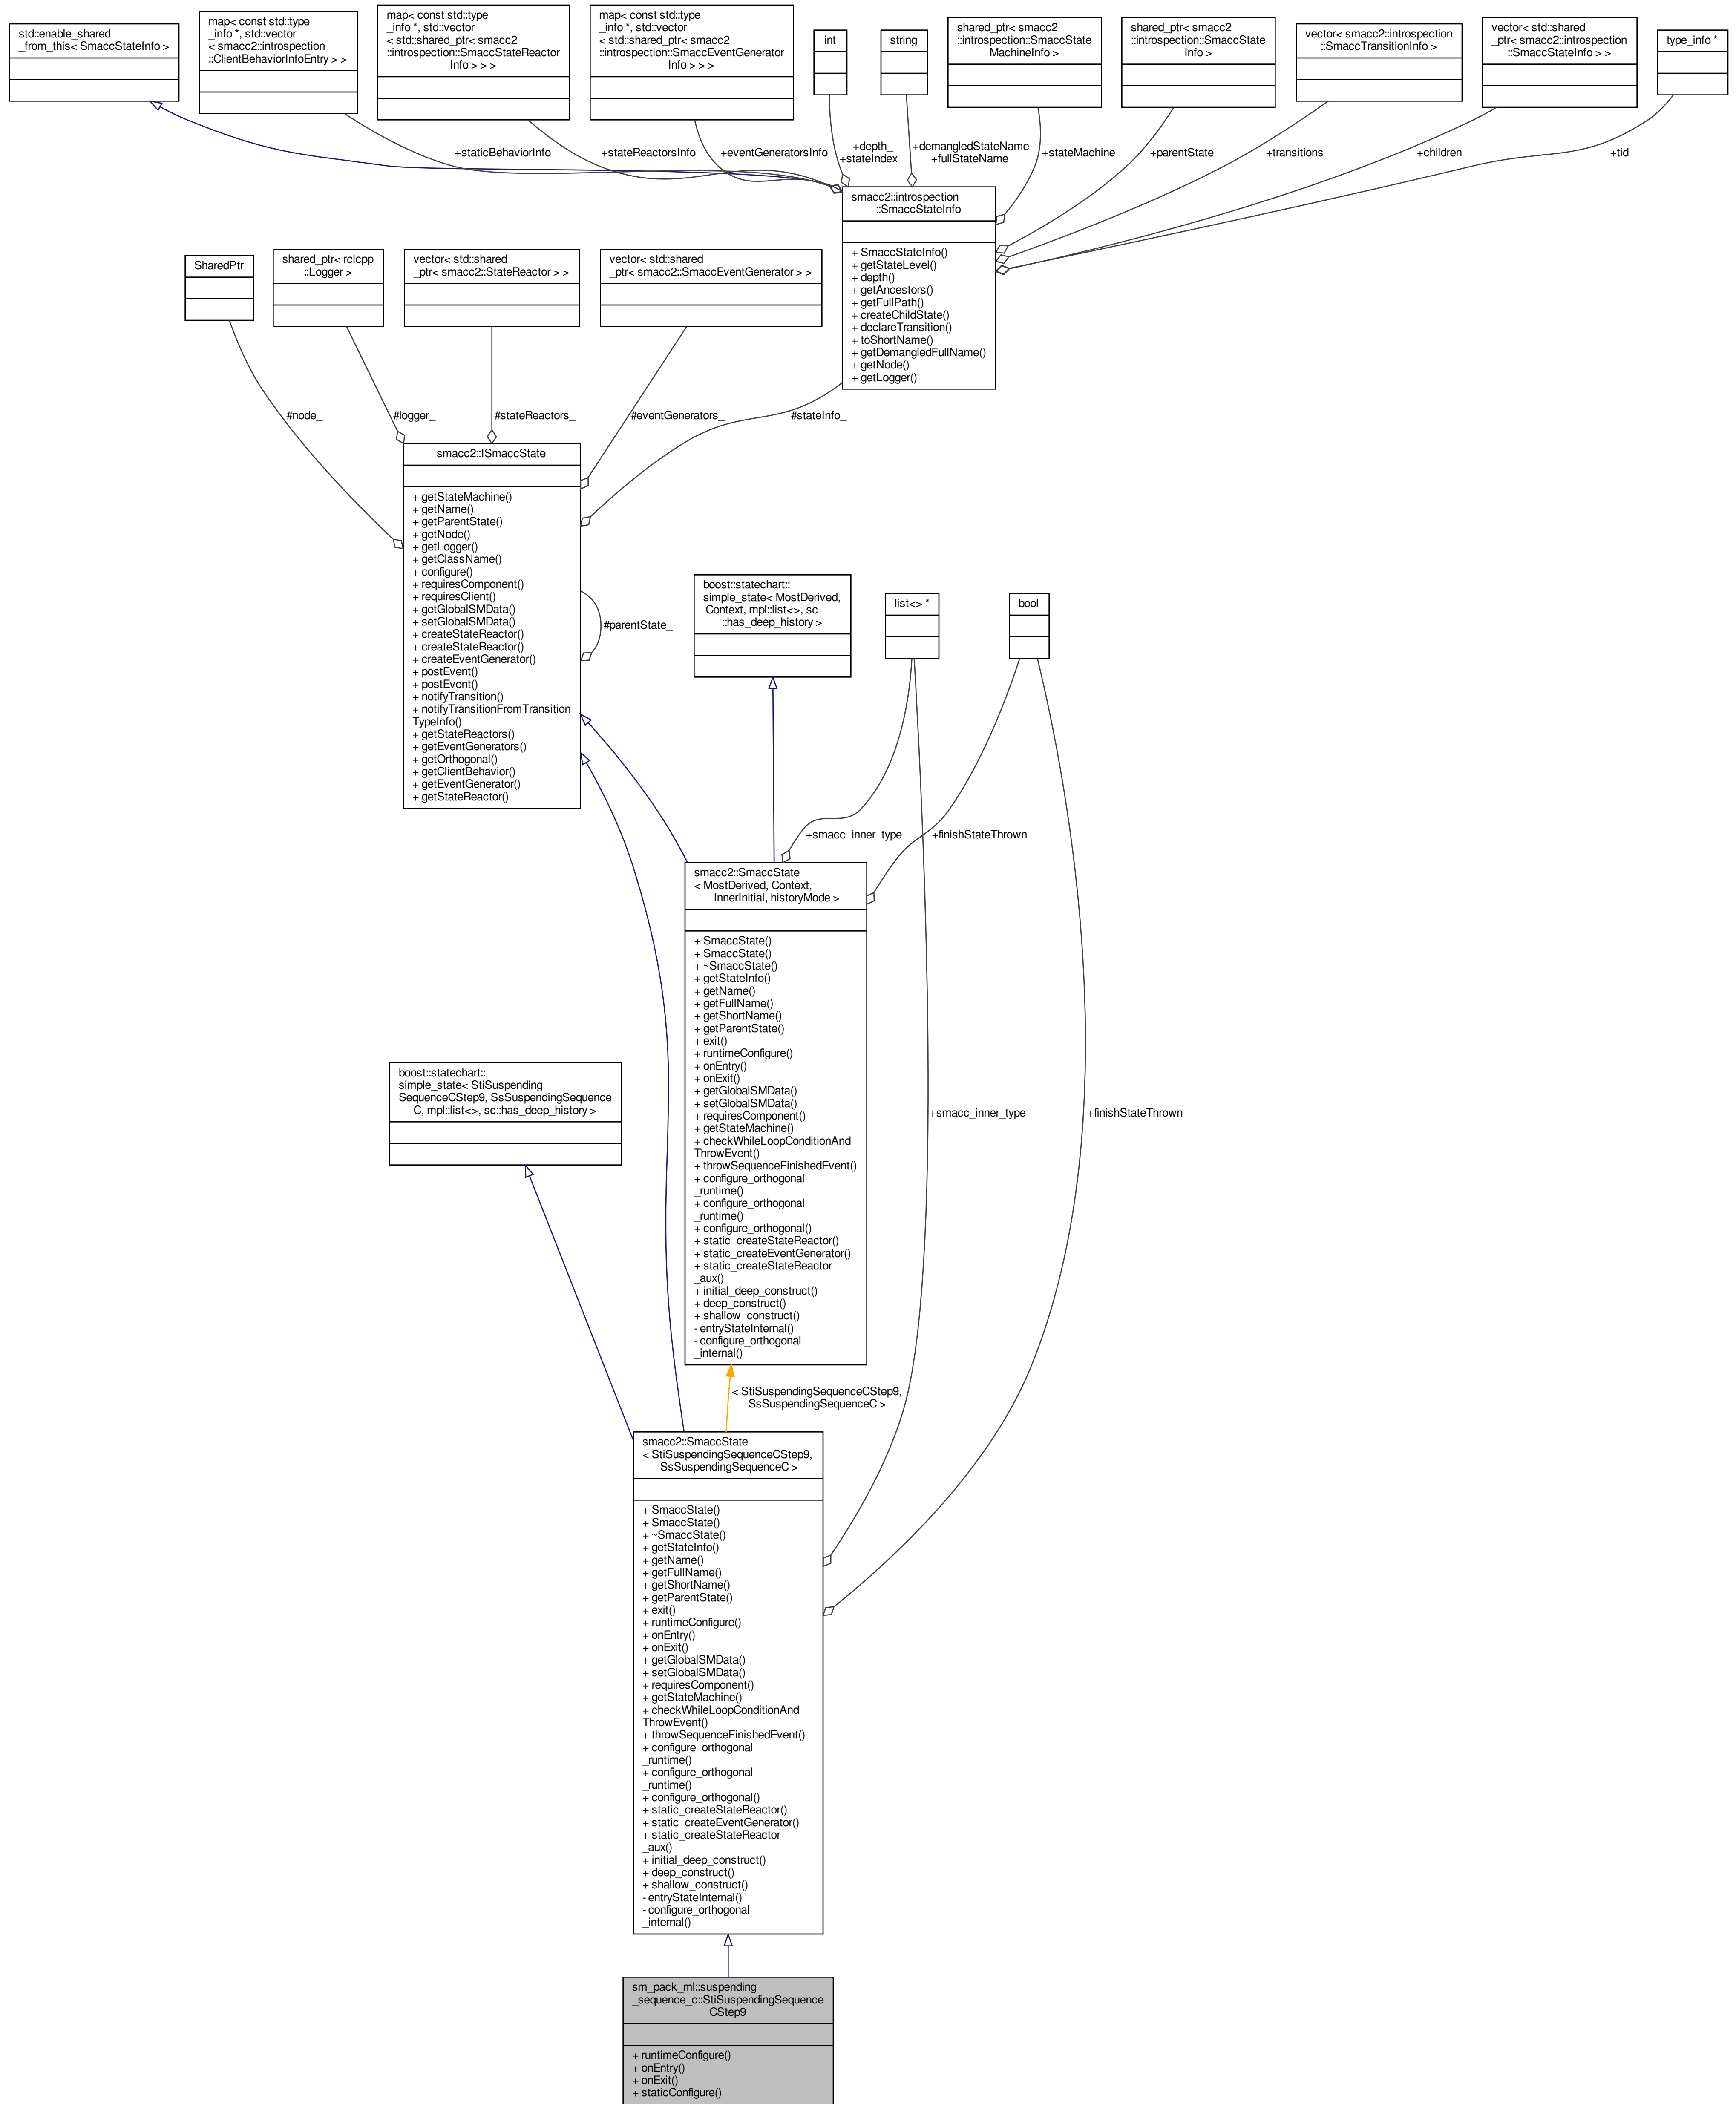 std::enable_shared
_from_this< SmaccStateInfo >
map< const std::type
_info *, std::vector
< smacc2::introspection
::ClientBehaviorInfoEntry > >
map< const std::type
_info *, std::vector
< std::shared_ptr< smacc2
::introspection::SmaccStateReactor
Info > > >
map< const std::type
_info *, std::vector
< std::shared_ptr< smacc2
::introspection::SmaccEventGenerator
Info > > >
int
string
shared_ptr< smacc2
::introspection::SmaccState
MachineInfo >
shared_ptr< smacc2
::introspection::SmaccState
Info >
vector< smacc2::introspection
::SmaccTransitionInfo >
vector< std::shared
_ptr< smacc2::introspection
::SmaccStateInfo > >
type_info *
+staticBehaviorInfo
+stateReactorsInfo
+eventGeneratorsInfo
+depth_
+stateIndex_
+demangledStateName
+fullStateName
+stateMachine_
+parentState_
+transitions_
+children_
+tid_
smacc2::introspection
::SmaccStateInfo
+ SmaccStateInfo()
+ getStateLevel()
+ depth()
+ getAncestors()
+ getFullPath()
+ createChildState()
+ declareTransition()
+ toShortName()
+ getDemangledFullName()
+ getNode()
+ getLogger()
SharedPtr
shared_ptr< rclcpp
::Logger >
vector< std::shared
_ptr< smacc2::StateReactor > >
vector< std::shared
_ptr< smacc2::SmaccEventGenerator > >
#node_
#logger_
#stateReactors_
#eventGenerators_
#stateInfo_
smacc2::ISmaccState
+ getStateMachine()
+ getName()
+ getParentState()
+ getNode()
+ getLogger()
+ getClassName()
+ configure()
+ requiresComponent()
+ requiresClient()
+ getGlobalSMData()
+ setGlobalSMData()
+ createStateReactor()
+ createStateReactor()
+ createEventGenerator()
+ postEvent()
+ postEvent()
+ notifyTransition()
+ notifyTransitionFromTransition
TypeInfo()
+ getStateReactors()
+ getEventGenerators()
+ getOrthogonal()
+ getClientBehavior()
+ getEventGenerator()
+ getStateReactor()
#parentState_
boost::statechart::
simple_state< MostDerived,
Context, mpl::list<>, sc
::has_deep_history >
list<> *
bool
+smacc_inner_type
+finishStateThrown
smacc2::SmaccState
< MostDerived, Context,
InnerInitial, historyMode >
+ SmaccState()
+ SmaccState()
+ ~SmaccState()
+ getStateInfo()
+ getName()
+ getFullName()
+ getShortName()
+ getParentState()
+ exit()
+ runtimeConfigure()
+ onEntry()
+ onExit()
+ getGlobalSMData()
+ setGlobalSMData()
+ requiresComponent()
+ getStateMachine()
+ checkWhileLoopConditionAnd
ThrowEvent()
+ throwSequenceFinishedEvent()
+ configure_orthogonal
_runtime()
+ configure_orthogonal
_runtime()
+ configure_orthogonal()
+ static_createStateReactor()
+ static_createEventGenerator()
+ static_createStateReactor
_aux()
+ initial_deep_construct()
+ deep_construct()
+ shallow_construct()
- entryStateInternal()
- configure_orthogonal
_internal()
boost::statechart::
simple_state< StiSuspending
SequenceCStep9, SsSuspendingSequence
C, mpl::list<>, sc::has_deep_history >
+smacc_inner_type
+finishStateThrown
< StiSuspendingSequenceCStep9,
SsSuspendingSequenceC >
smacc2::SmaccState
< StiSuspendingSequenceCStep9,
SsSuspendingSequenceC >
+ SmaccState()
+ SmaccState()
+ ~SmaccState()
+ getStateInfo()
+ getName()
+ getFullName()
+ getShortName()
+ getParentState()
+ exit()
+ runtimeConfigure()
+ onEntry()
+ onExit()
+ getGlobalSMData()
+ setGlobalSMData()
+ requiresComponent()
+ getStateMachine()
+ checkWhileLoopConditionAnd
ThrowEvent()
+ throwSequenceFinishedEvent()
+ configure_orthogonal
_runtime()
+ configure_orthogonal
_runtime()
+ configure_orthogonal()
+ static_createStateReactor()
+ static_createEventGenerator()
+ static_createStateReactor
_aux()
+ initial_deep_construct()
+ deep_construct()
+ shallow_construct()
- entryStateInternal()
- configure_orthogonal
_internal()
sm_pack_ml::suspending
_sequence_c::StiSuspendingSequence
CStep9
+ runtimeConfigure()
+ onEntry()
+ onExit()
+ staticConfigure()